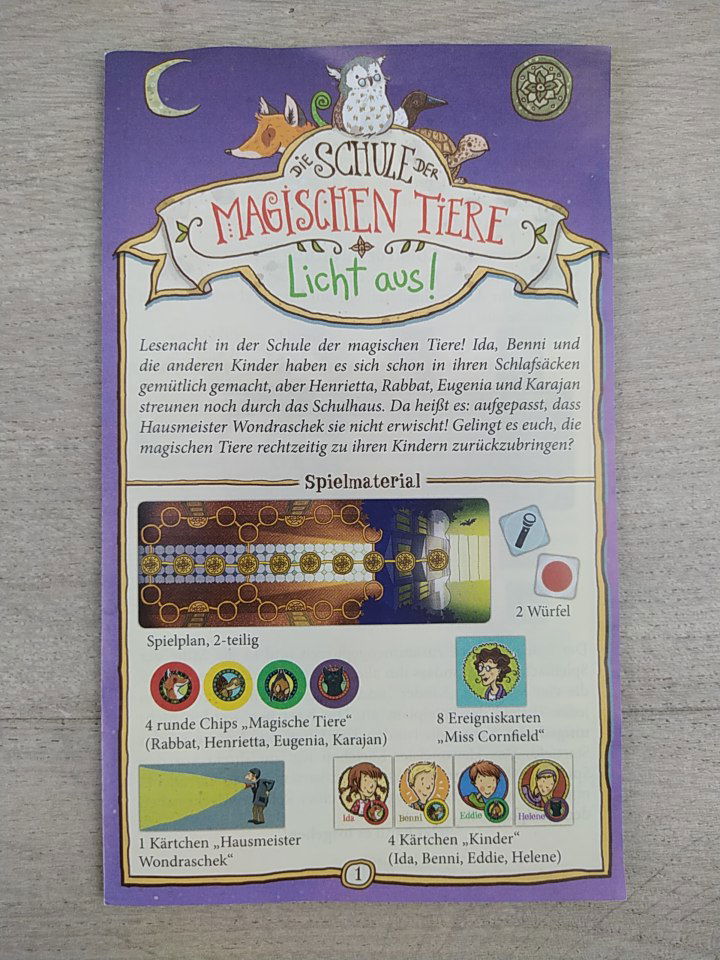 DIE SCHULE DER
MAGISCHEN TIERE
Licht aus!
Lesenacht in der Schule der magischen Tiere! Ida, Benni und
die anderen Kinder haben es sich schon in ihren Schlafsäcken
gemütlich gemacht, aber Henrietta, Rabbat, Eugenia und Karajan
streunen noch durch das Schulhaus. Da heißt es: aufgepasst, dass
Hausmeister Wondraschek sie nicht erwischt! Gelingt es euch, die
magischen Tiere rechtzeitig zu ihren Kindern zurückzubringen?
Spielmaterial
2 Würfel
Spielplan, 2-teilig
4 runde Chips „Magische Tiere“
(Rabbat, Henrietta, Eugenia, Karajan)
8 Ereigniskarten
„Miss Cornfield“
Ida
Benni
Eddie
Helene
1 Kärtchen „Hausmeister
Wondraschek“
4 Kärtchen „Kinder“
(Ida, Benni, Eddie, Helene)
1